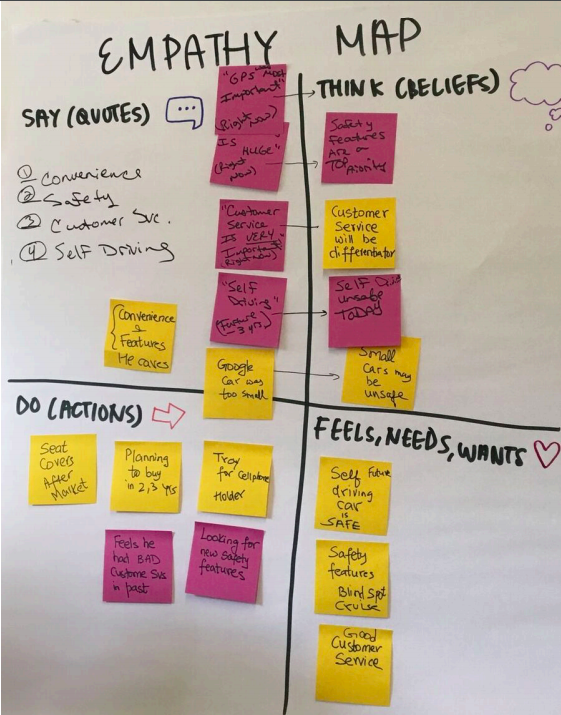 EMPATHY MAP
SAY (QUOTES)
① Convenience
② Safety
③ Customer Svc.
④ Self Driving
"GPS Most
Important"
(Right Now)
IS
HUGE"
(Right
Now)
"Customer
Service
IS VERY
Important"
Right Now)
"Self
Driving"
(Future
3 yrs)
Convenience
&
Features
He craves
Google
Car was
too small
THINK (BELIEFS)
Safety
Features
Are
TOP Priority
Customer
Service
will be
differentiator
Self
unsafe
TODAY
Small
Cars may
be
unsafe
DO (ACTIONS)
Seat
Covers
After
Market
Planning
to buy
in 2,3 yrs
Tray
for Cellphone
Holder
Feels he
had BAD
Custome Svs
in past
Looking for
new Safety
features
FEELS, NEEDS, WANTS
Self Future
driving
car
is
SAFE
Safety
features
Blind Spt
Cruise
Good
Customer
Service